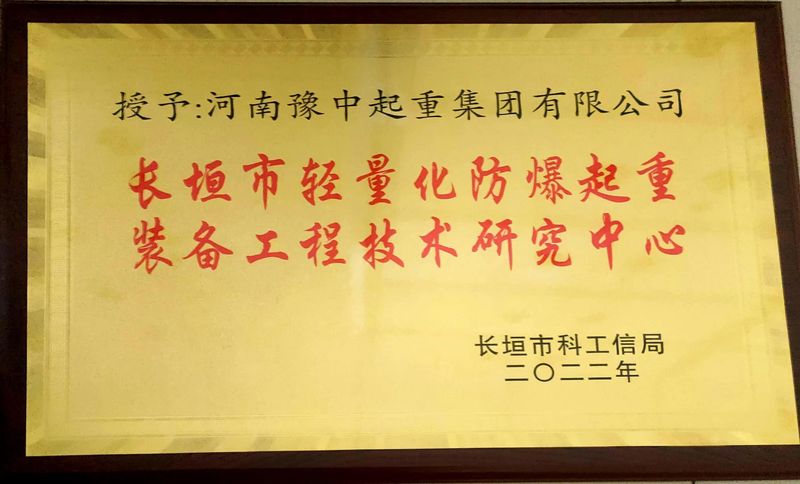 授予:河南豫中起重集团有限公司
长垣市轻量化防爆起重
装备工程技术研究中心
长垣市科工信局
二〇二二年